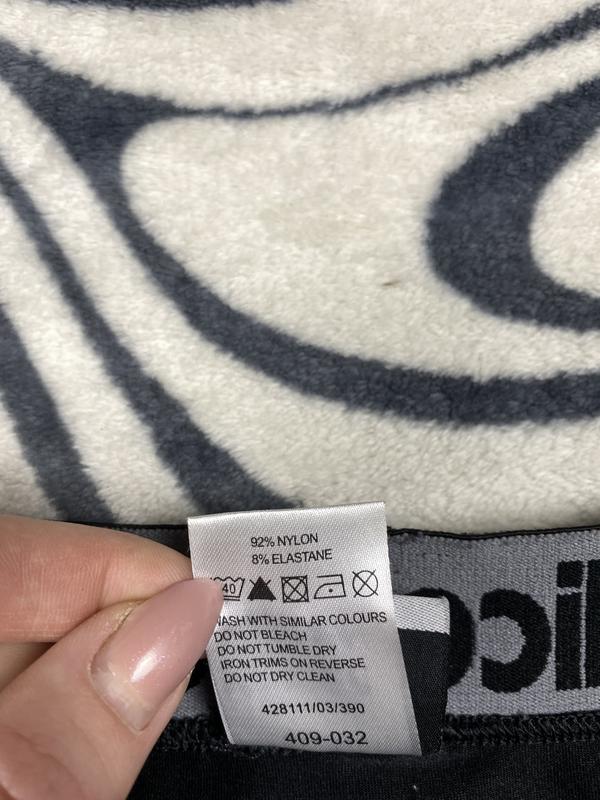 92% NYLON
8% ELASTANE
40
WASH WITH SIMILAR COLOURS
DO NOT BLEACH
DO NOT TUMBLE DRY
IRON TRIMS ON REVERSE
DO NOT DRY CLEAN
428111/03/390
409-032